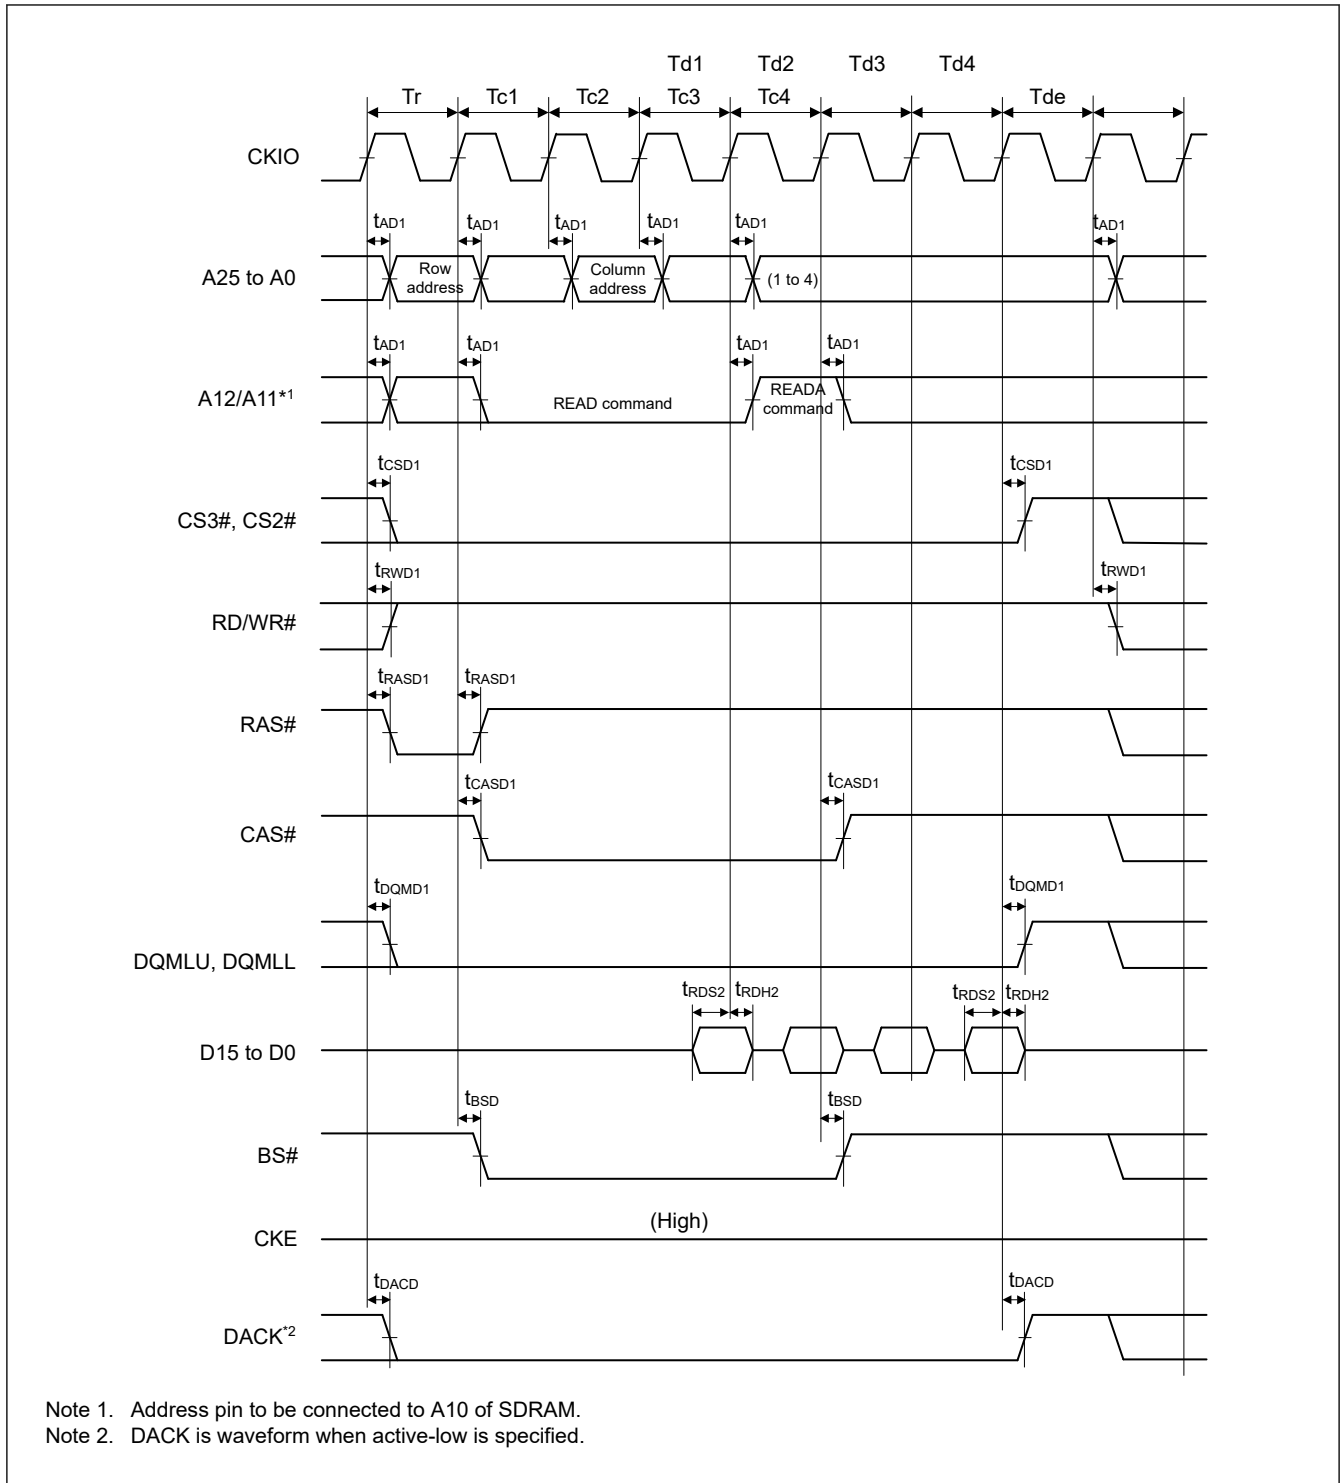 Td1 Td2 Td3 Td4
Tr Tc1 Tc2 Tc3 Tc4 Tde
CKIO
tAD1 tAD1 tAD1 tAD1 tAD1 tAD1
A25 to A0
Row address
Column address
(1 to 4)
tAD1 tAD1 tAD1 tAD1
A12/A11*1
READ command
READA command
tCSD1 tCSD1
CS3#, CS2#
tRWD1 tRWD1
RD/WR#
tRASD1 tRASD1
RAS#
tCASD1 tCASD1
CAS#
tDQMD1 tDQMD1
DQMLU, DQMLL
tRDS2 tRDH2 tRDS2 tRDH2
D15 to D0
tBSD tBSD
BS#
(High)
CKE
tDACD tDACD
DACK*2
Note 1. Address pin to be connected to A10 of SDRAM.
Note 2. DACK is waveform when active-low is specified.